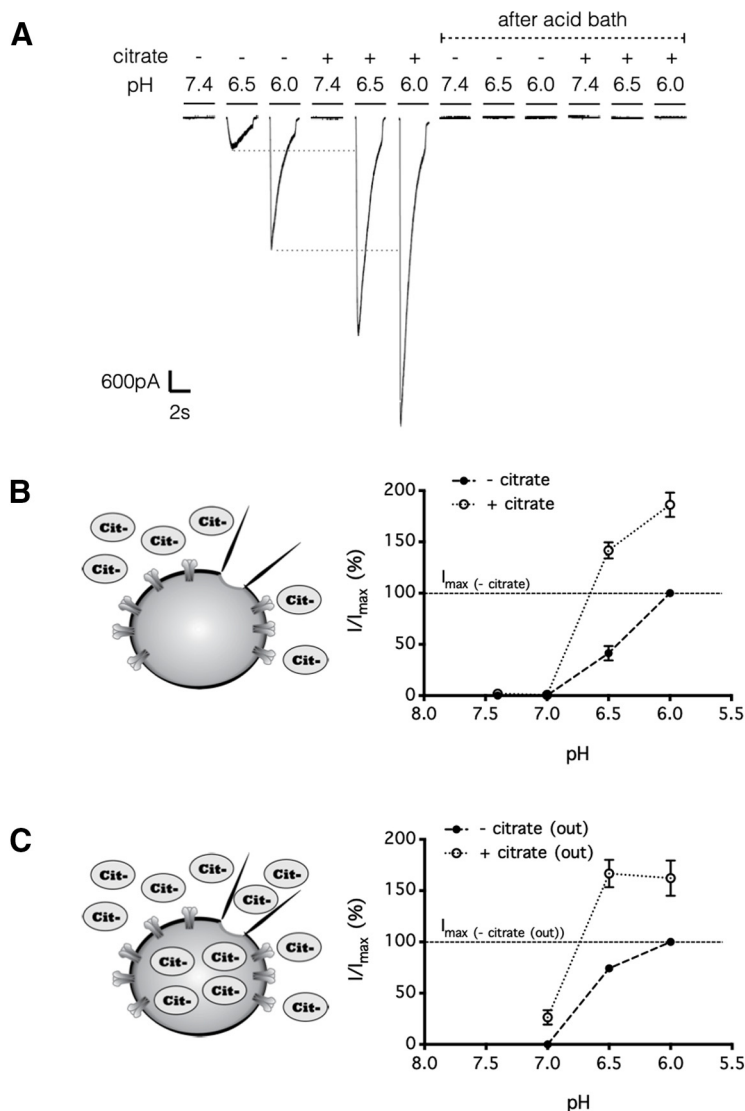 A
after acid bath
citrate - - - + + + - - - + + +
pH 7.4 6.5 6.0 7.4 6.5 6.0 7.4 6.5 6.0 7.4 6.5 6.0
600pA
2s
B
Cit-
Cit-
Cit-
Cit-
Cit-
Cit-
- citrate
+ citrate
200
150
100
50
0
I/Imax (%)
Imax (- citrate)
8.0 7.5 7.0 6.5 6.0 5.5
pH
C
Cit-
Cit-
Cit-
Cit-
Cit-
Cit-
Cit-
Cit-
Cit-
Cit-
Cit-
Cit-
- citrate (out)
+ citrate (out)
200
150
100
50
0
I/Imax (%)
Imax (- citrate (out))
8.0 7.5 7.0 6.5 6.0 5.5
pH